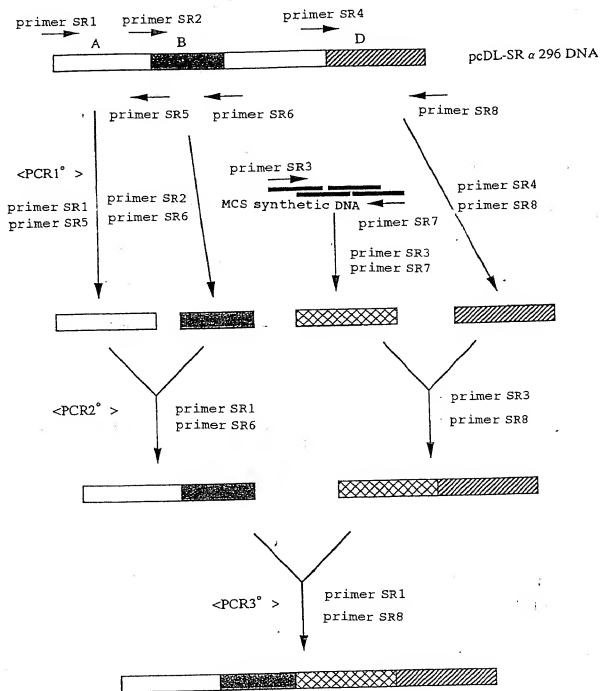 primer SR1
primer SR2
primer SR4
A
B
D
pcDL-SR α 296 DNA
primer SR5
primer SR6
primer SR8
<PCR1° >
primer SR3
primer SR1
primer SR5
primer SR2
primer SR6
MCS synthetic DNA
primer SR7
primer SR4
primer SR8
primer SR3
primer SR7
<PCR2° >
primer SR1
primer SR6
primer SR3
primer SR8
<PCR3° >
primer SR1
primer SR8